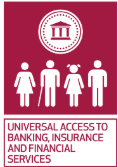 UNIVERSAL ACCESS TO
BANKING, INSURANCE
AND FINANCIAL
SERVICES